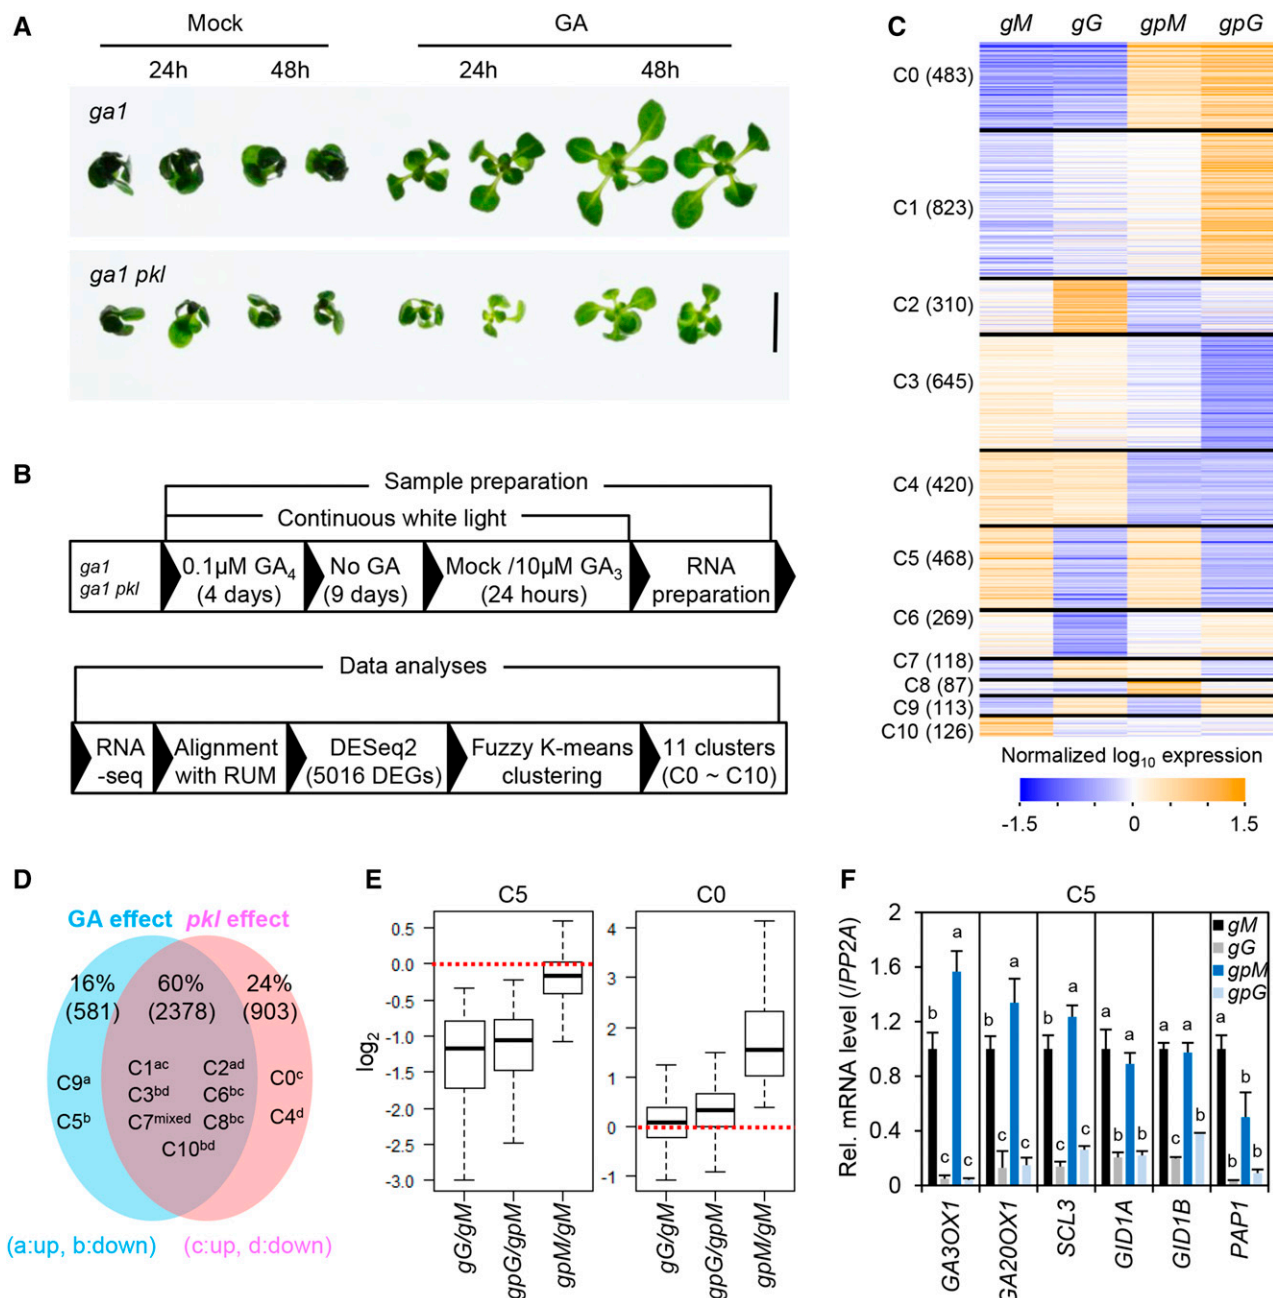 A
Mock
GA
24h
48h
24h
48h
ga1
ga1 pkl
B
Sample preparation
Continuous white light
ga1
ga1 pkl
0.1µM GA4
(4 days)
No GA
(9 days)
Mock /10µM GA3
(24 hours)
RNA
preparation
Data analyses
RNA
-seq
Alignment
with RUM
DESeq2
(5016 DEGs)
Fuzzy K-means
clustering
11 clusters
(C0 ~ C10)
C
gM gG gpM gpG
C0 (483)
C1 (823)
C2 (310)
C3 (645)
C4 (420)
C5 (468)
C6 (269)
C7 (118)
C8 (87)
C9 (113)
C10 (126)
Normalized log10 expression
-1.5 0 1.5
D
GA effect pkl effect
16%
(581)
60%
(2378)
24%
(903)
C9a
C5b
C1ac
C3bd
C7mixed
C10bd
C2ad
C6bc
C8bc
C0c
C4d
(a:up, b:down)
(c:up, d:down)
E
C5
log2
0.5
0.0
-0.5
-1.0
-1.5
-2.0
-2.5
-3.0
gG/gM
gpG/gpM
gpM/gM
C0
4
3
2
1
0
-1
gG/gM
gpG/gpM
gpM/gM
F
C5
Rel. mRNA level (/PP2A)
2
1.6
1.2
0.8
0.4
0
gM
gG
gpM
gpG
b c a c
b c a c
b c a c
a b a b
a c a b
a b b b
GA3OX1
GA20OX1
SCL3
GID1A
GID1B
PAP1